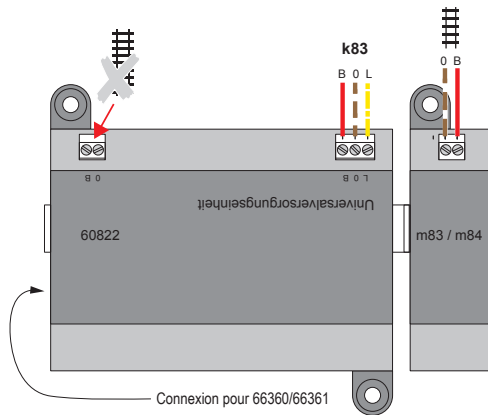 k83
B 0 L
0 B
B 0
L 0 B
Universalversorgungseinheit
60822
m83 / m84
Connexion pour 66360/66361